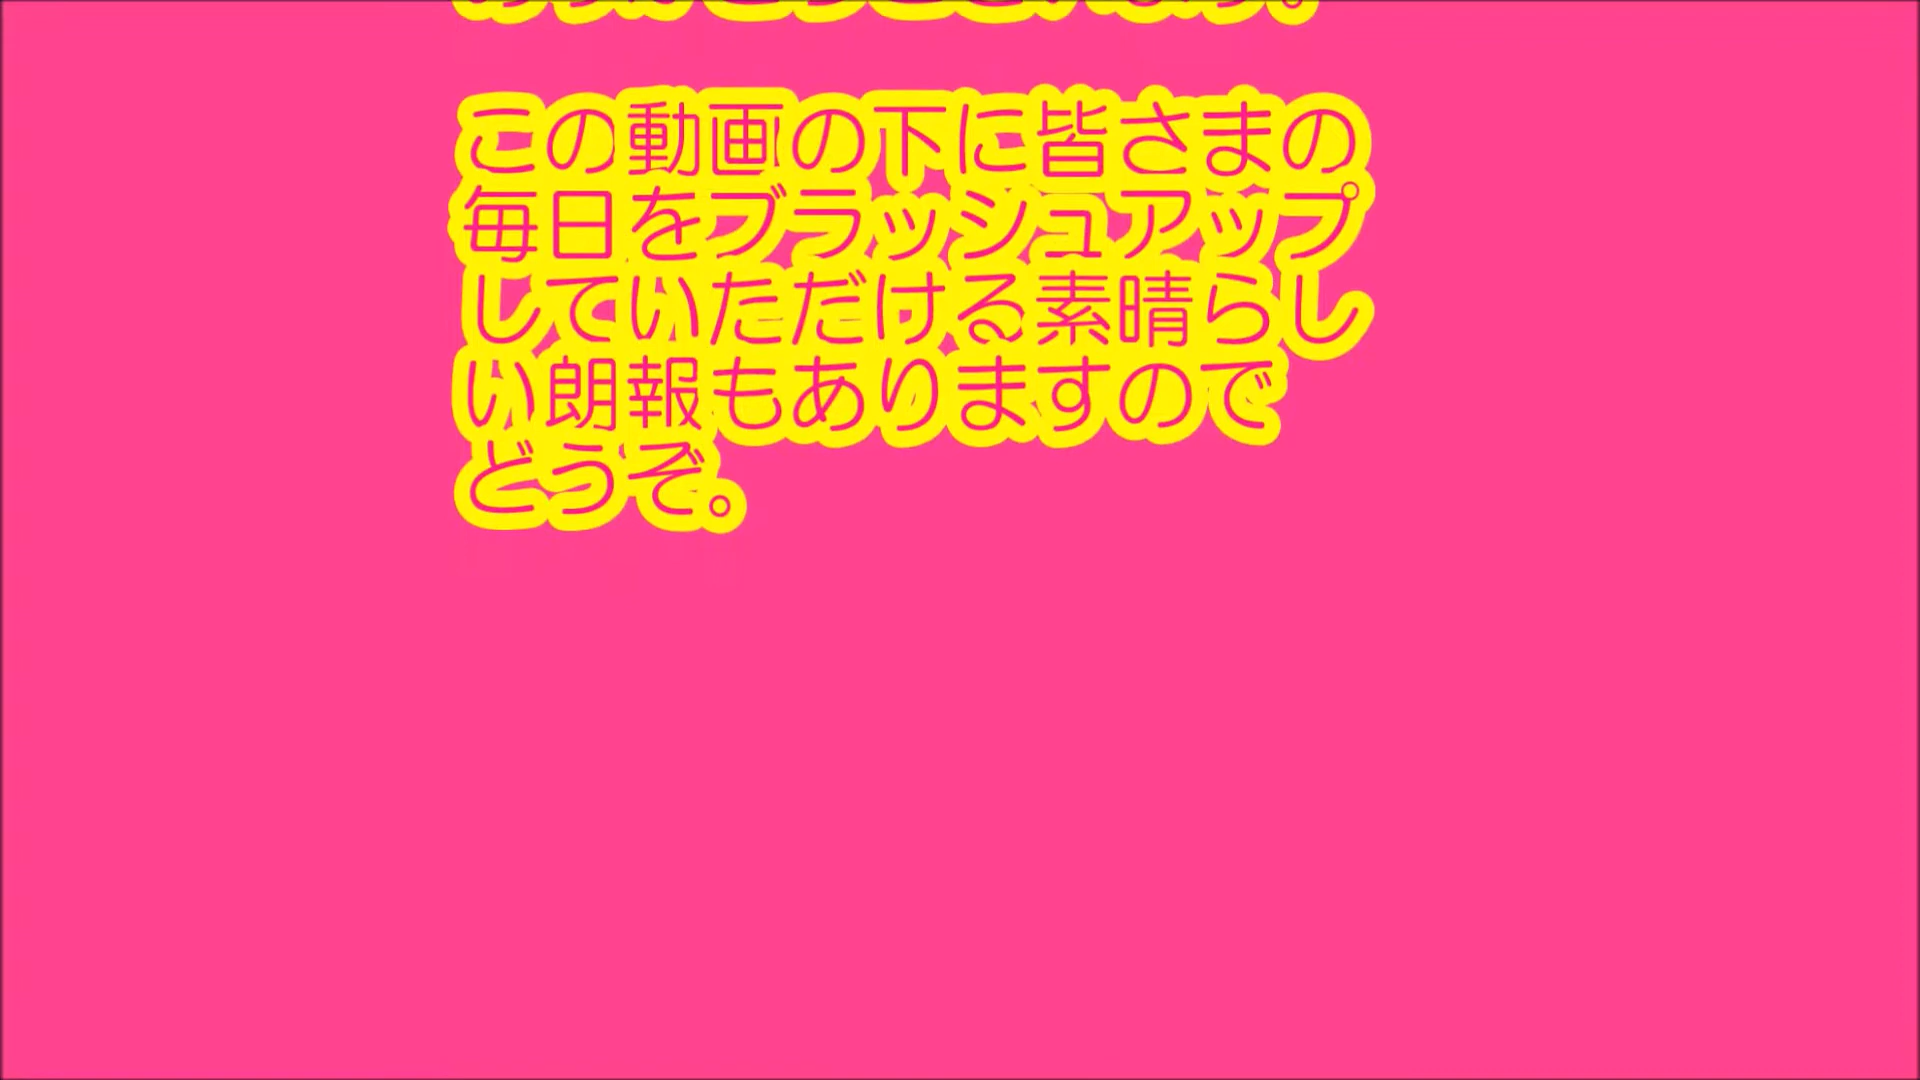 この動画の下に皆さまの
毎日をブラッシュアップ
していただける素晴らし
い朗報もありますので
どうぞ。